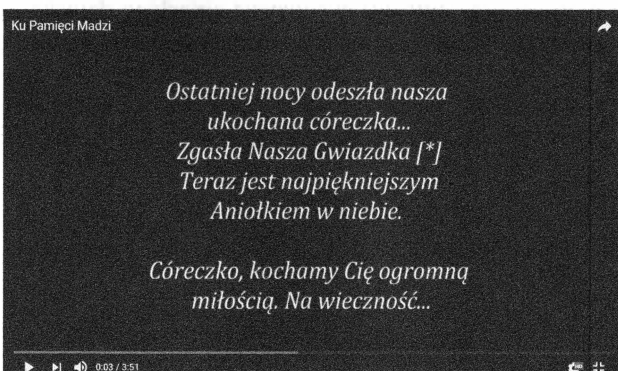 Ku Pamięci Madzi
Ostatniej nocy odeszła nasza
ukochana córeczka...
Zgasła Nasza Gwiazdka [*]
Teraz jest najpiękniejszym
Aniołkiem w niebie.
Córeczko, kochamy Cię ogromną
miłością. Na wieczność...
0:03 / 3:51